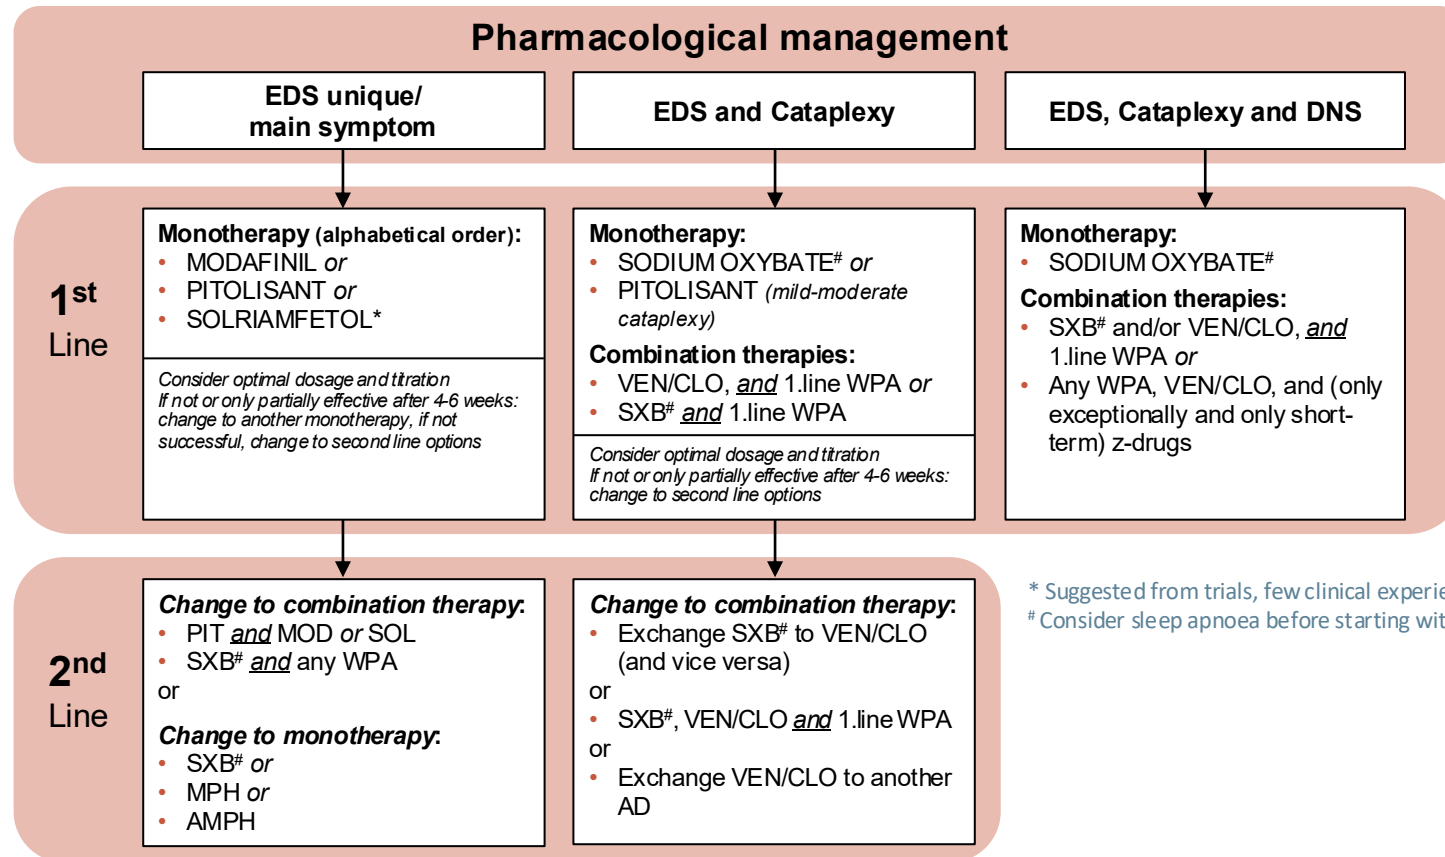 Pharmacological management
EDS unique/
main symptom
EDS and Cataplexy
EDS, Cataplexy and DNS
1st
Line
Monotherapy (alphabetical order):
• MODAFINIL or
• PITOLISANT or
• SOLRIAMFETOL*
Consider optimal dosage and titration
If not or only partially effective after 4-6 weeks:
change to another monotherapy, if not
successful, change to second line options
Monotherapy:
• SODIUM OXYBATE# or
• PITOLISANT (mild-moderate
cataplexy)
Combination therapies:
• VEN/CLO, and 1.line WPA or
• SXB# and 1.line WPA
Consider optimal dosage and titration
If not or only partially effective after 4-6 weeks:
change to second line options
Monotherapy:
• SODIUM OXYBATE#
Combination therapies:
• SXB# and/or VEN/CLO, and
1.line WPA or
• Any WPA, VEN/CLO, and (only
exceptionally and only short-
term) z-drugs
2nd
Line
Change to combination therapy:
• PIT and MOD or SOL
• SXB# and any WPA
or
Change to monotherapy:
• SXB# or
• MPH or
• AMPH
Change to combination therapy:
• Exchange SXB# to VEN/CLO
(and vice versa)
or
• SXB#, VEN/CLO and 1.line WPA
or
• Exchange VEN/CLO to another
AD
* Suggested from trials, few clinical experie
# Consider sleep apnoea before starting wit